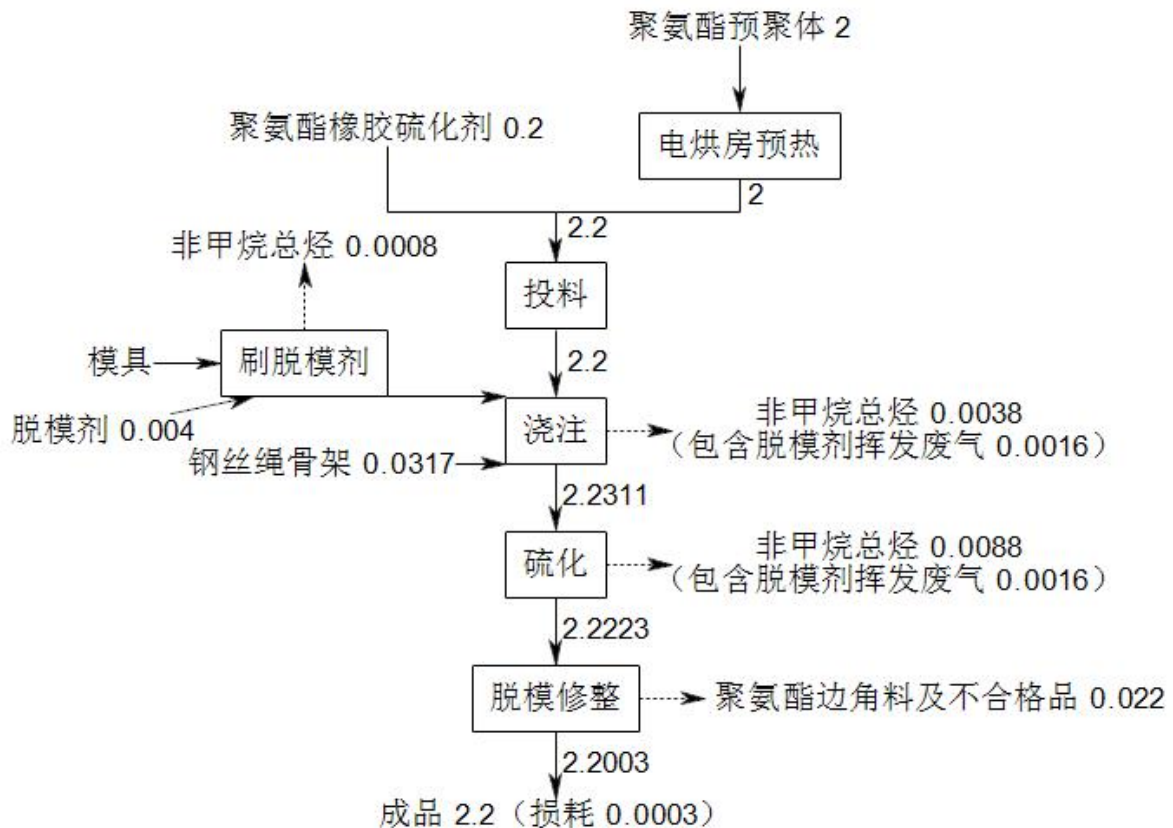 聚氨酯预聚体 2
聚氨酯橡胶硫化剂 0.2
电烘房预热
2
2.2
非甲烷总烃 0.0008
投料
模具
刷脱模剂
2.2
脱模剂 0.004
浇注
非甲烷总烃 0.0038
（包含脱模剂挥发废气 0.0016）
钢丝绳骨架 0.0317
2.2311
硫化
非甲烷总烃 0.0088
（包含脱模剂挥发废气 0.0016）
2.2223
脱模修整
聚氨酯边角料及不合格品 0.022
2.2003
成品 2.2（损耗 0.0003）